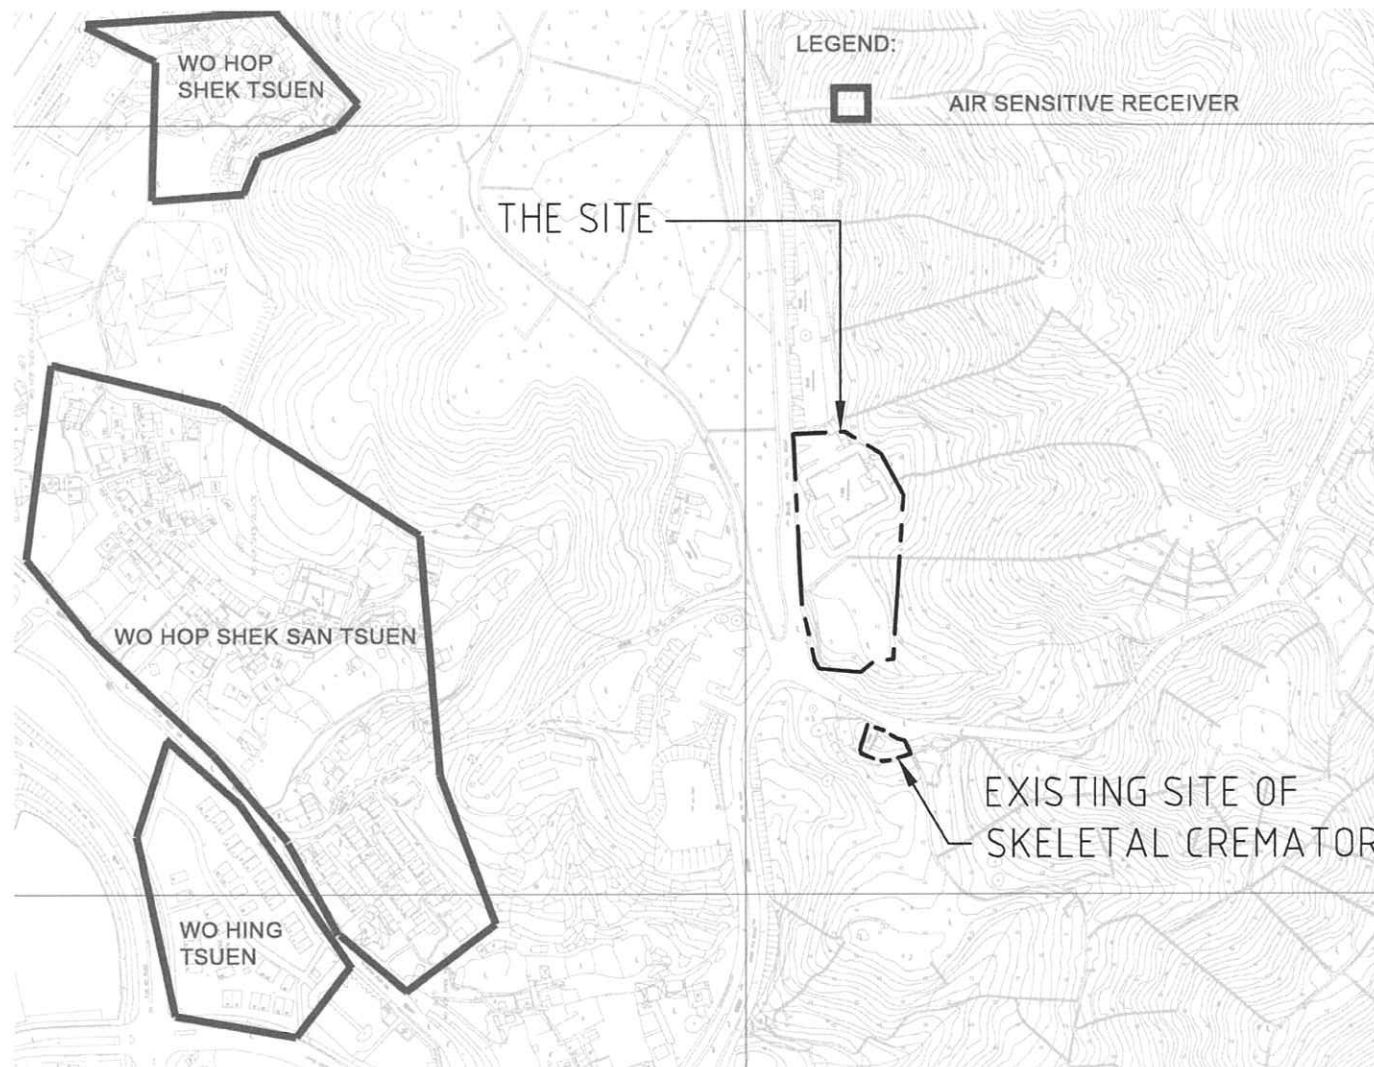 WO HOP
SHEK TSUEN
LEGEND:
AIR SENSITIVE RECEIVER
THE SITE
WO HOP SHEK SAN TSUEN
EXISTING SITE OF
SKELETAL CREMATOR
WO HING
TSUEN